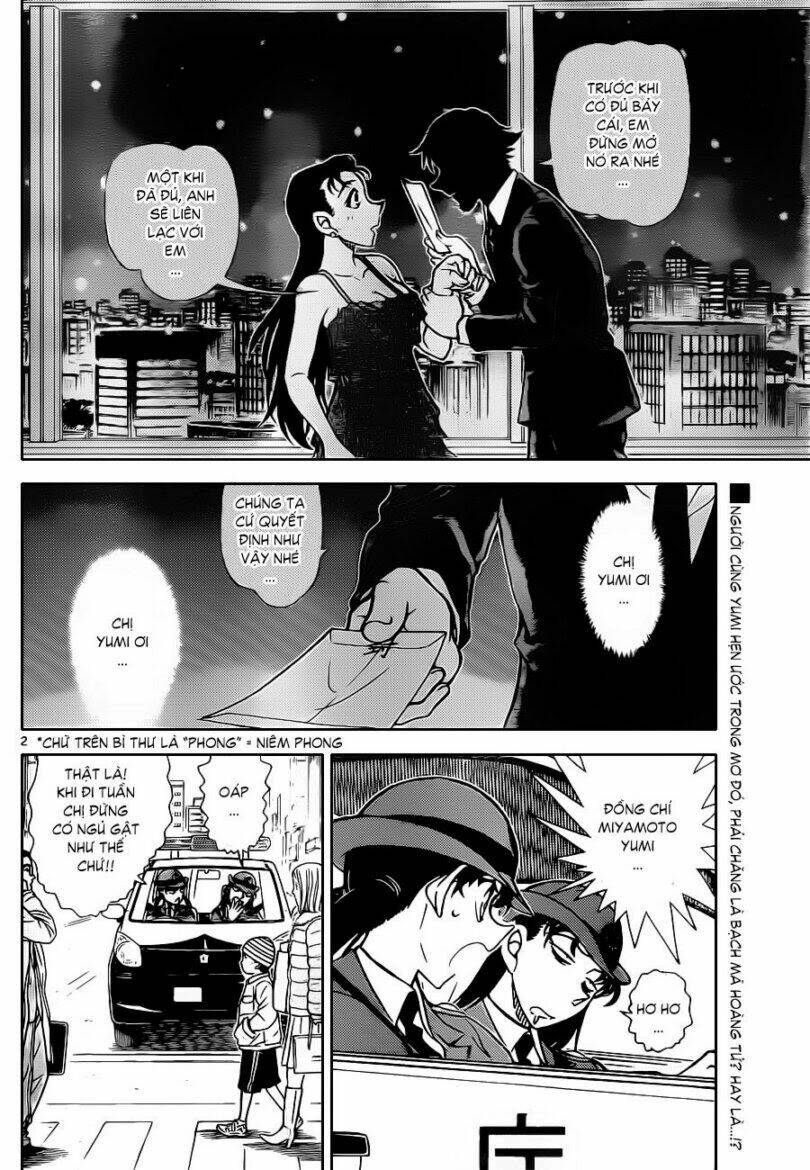 TRƯỚC KHI
CÓ ĐỦ BẢY
CÁI, EM
ĐỪNG MỞ
NÓ RA NHÉ
...
MỘT KHI
ĐÃ ĐỦ, ANH
SẼ LIÊN
LẠC VỚI
EM
...
CHÚNG TA
CỨ QUYẾT
ĐỊNH NHƯ
VẬY NHÉ
...
CHỊ
YUMI ƠI
...
CHỊ
YUMI ƠI
...
NGƯỜI CÙNG YUMI HẸN ƯỚC TRONG MƠ ĐÓ, PHẢI CHĂNG LÀ BẠCH MÃ HOÀNG TỬ? HAY LÀ...!?
2 *CHỮ TRÊN BÌ THƯ LÀ "PHONG" = NIÊM PHONG
THẬT LÀ!
KHI ĐI TUẦN
CHỊ ĐỪNG
CÓ NGỦ GẬT
NHƯ THẾ
CHỨ!!
OÁP
...
ĐỒNG CHÍ
MIYAMOTO
YUMI
...
HƠ HƠ
...